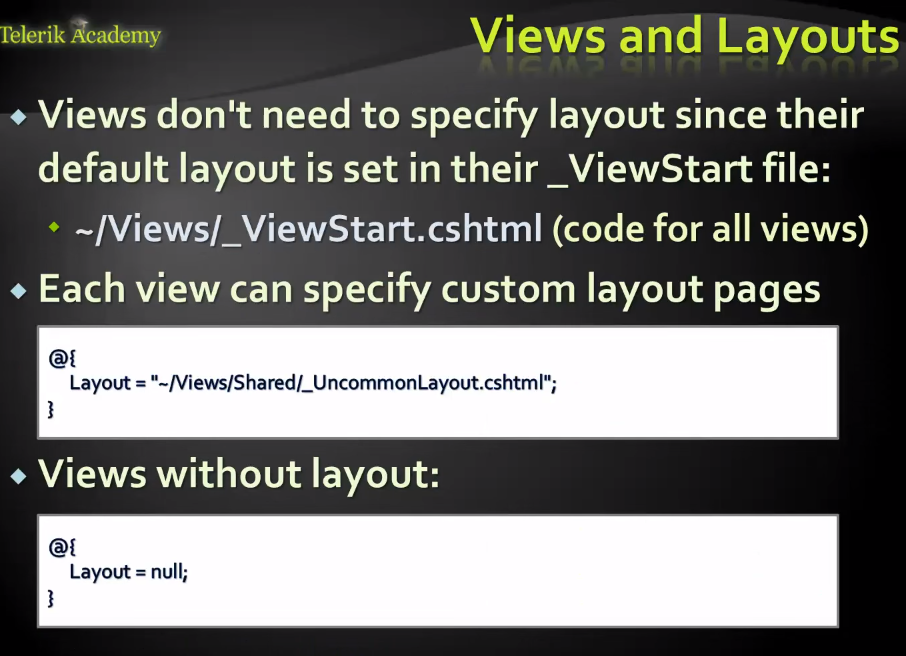 Telerik Academy
Views and Layouts
Views don't need to specify layout since their
default layout is set in their _ViewStart file:
~/Views/_ViewStart.cshtml (code for all views)
Each view can specify custom layout pages
@{
Layout = "~/Views/Shared/_UncommonLayout.cshtml";
}
Views without layout:
@{
Layout = null;
}